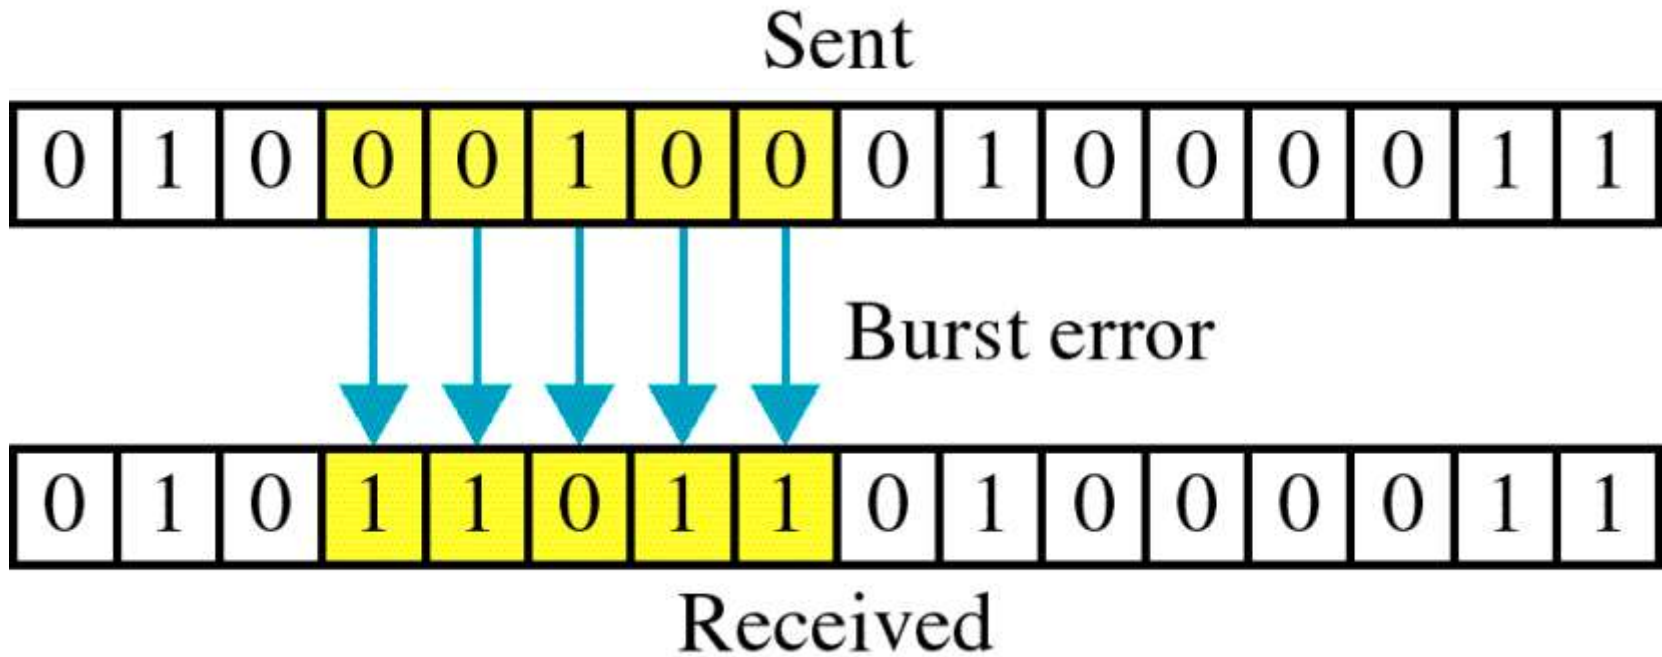 Sent
0 1 0 0 0 1 0 0 0 1 0 0 0 0 1 1
Burst error
0 1 0 1 1 0 1 1 0 1 0 0 0 0 1 1
Received